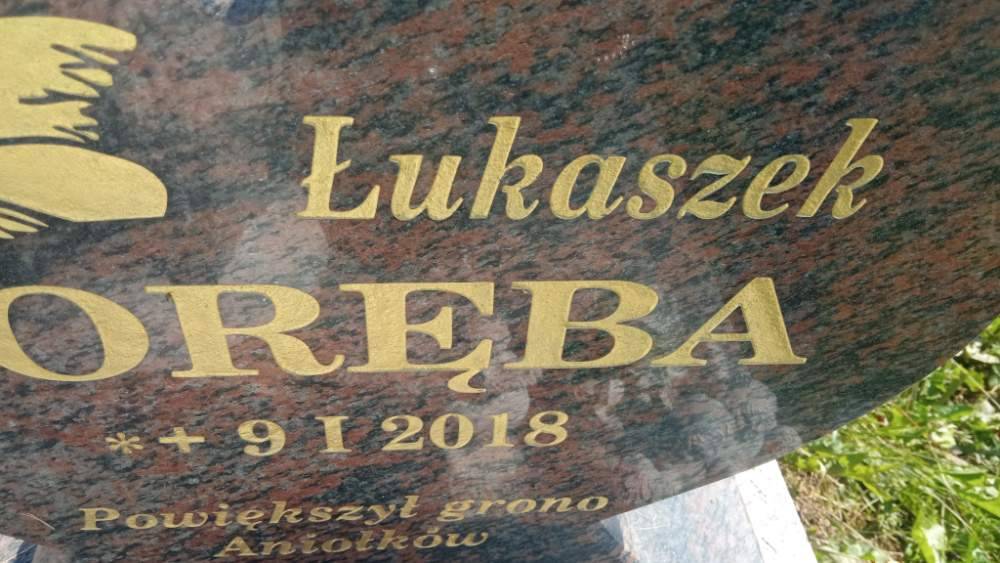 Łukaszek
ORĘBA
*+ 9 I 2018
Powiększył grono
Aniołków